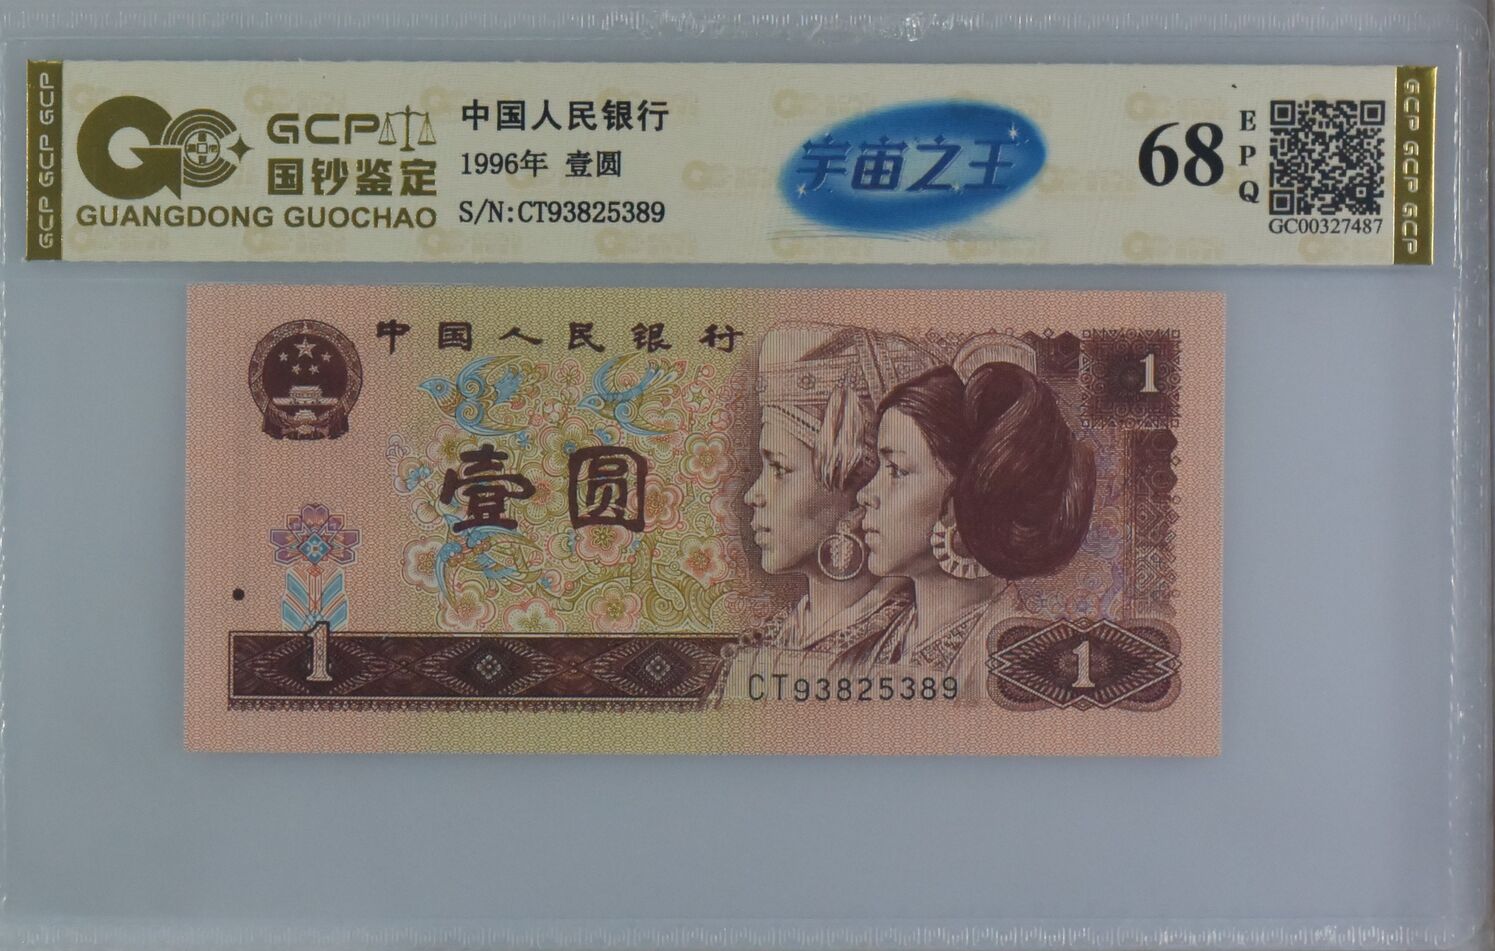 GCP GCP GCP
GCP
国钞鉴定
GUANGDONG GUOCHAO
中国人民银行
1996年 壹圆
S/N:CT93825389
宇宙之王
68
EPQ
GC00327487
GCP GCP GCP
中国人民银行
1
壹圆
1
CT93825389
1